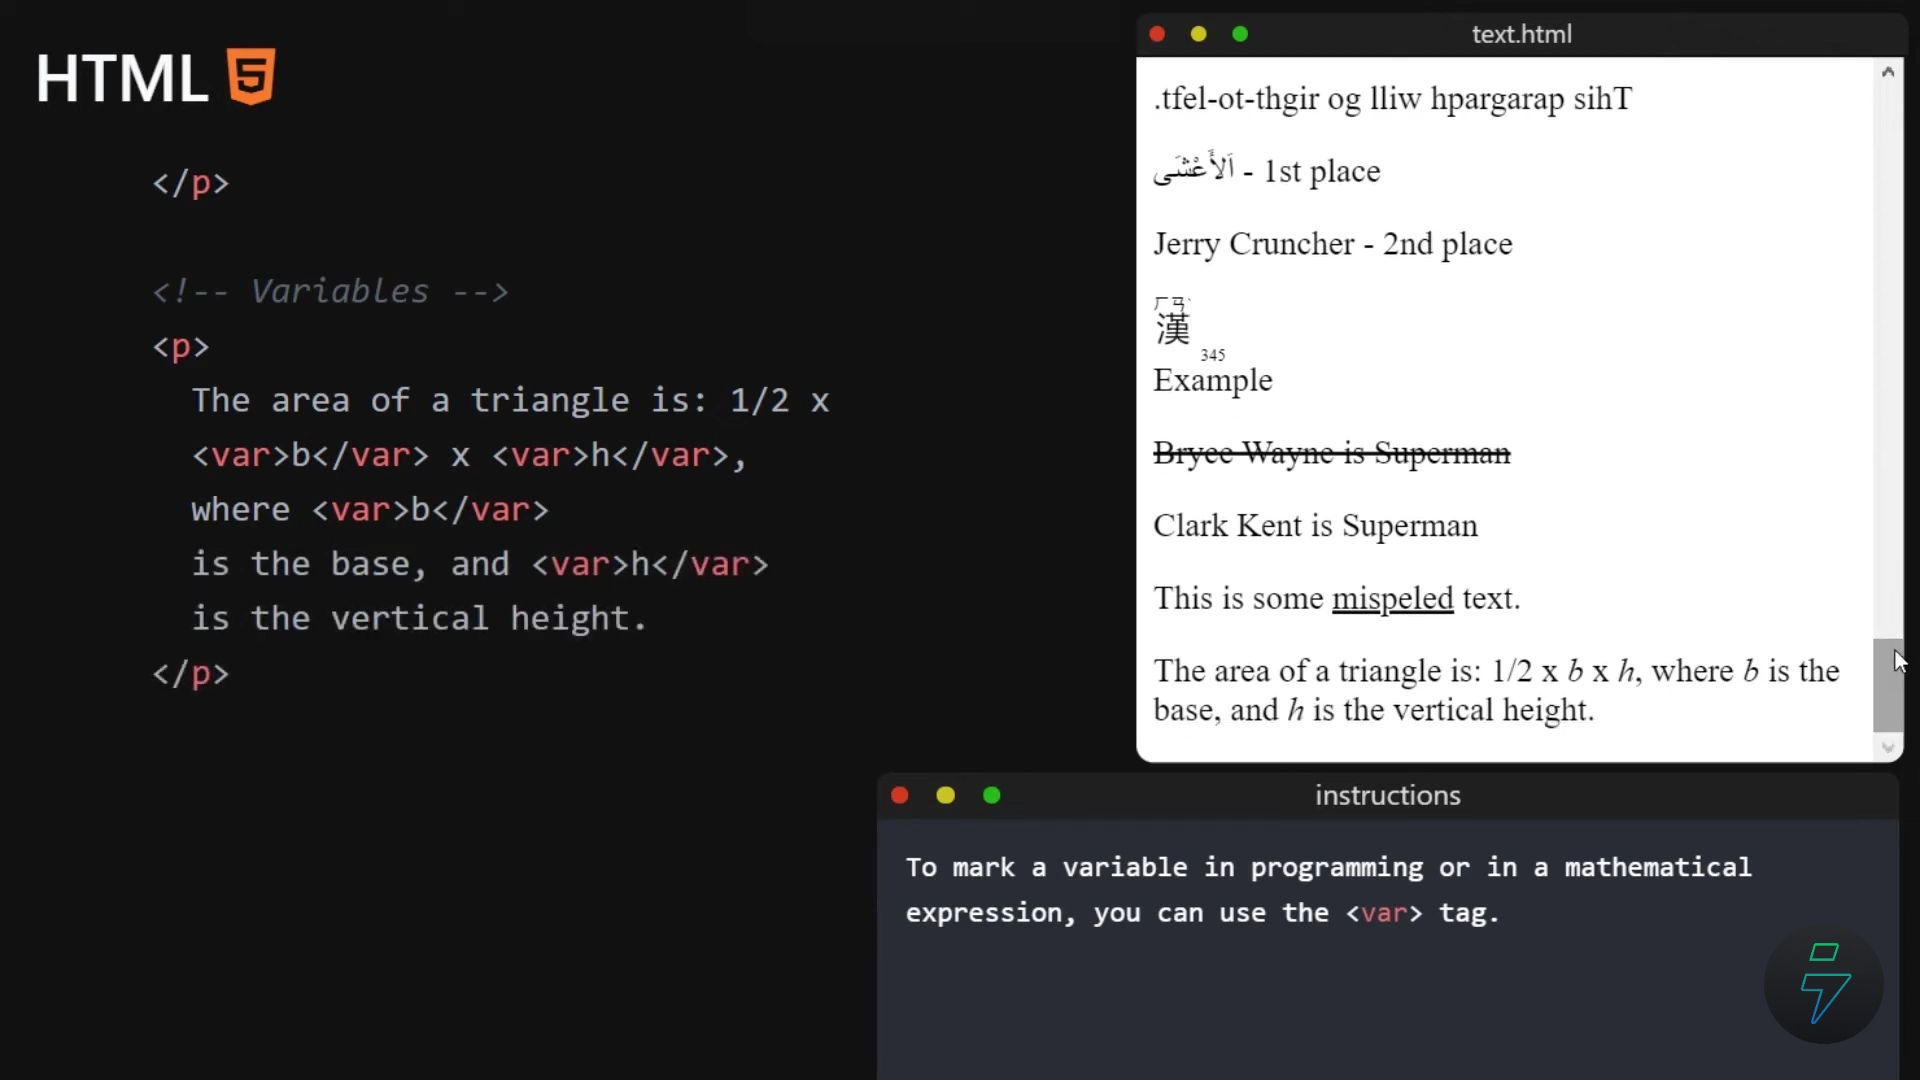 HTML 5
</p>
<!-- Variables -->
<p>
The area of a triangle is: 1/2 x
<var>b</var> x <var>h</var>,
where <var>b</var>
is the base, and <var>h</var>
is the vertical height.
</p>
text.html
.tfel-ot-thgir og lliw hpargarap sihT
اَلأَعْشَى - 1st place
Jerry Cruncher - 2nd place
ㄏㄢˋ
漢
345
Example
Bryce Wayne is Superman
Clark Kent is Superman
This is some mispeled text.
The area of a triangle is: 1/2 x b x h, where b is the
base, and h is the vertical height.
instructions
To mark a variable in programming or in a mathematical
expression, you can use the <var> tag.